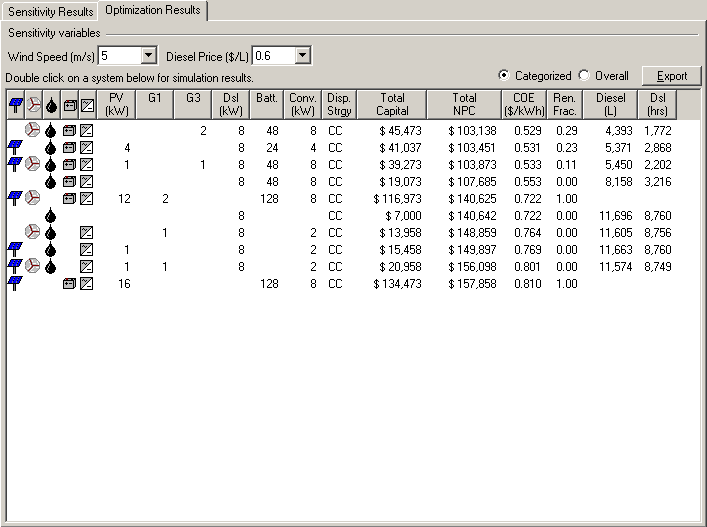 Sensitivity Results Optimization Results
Sensitivity variables
Wind Speed (m/s) 5 Diesel Price ($/L) 0.6
Double click on a system below for simulation results. Categorized Overall Export
PV (kW) G1 G3 Dsl (kW) Batt. Conv. (kW) Disp. Strgy Total Capital Total NPC COE ($/kWh) Ren. Frac. Diesel (L) Dsl (hrs)
2 8 48 8 CC $ 45,473 $ 103,138 0.529 0.29 4,393 1,772
4 8 24 4 CC $ 41,037 $ 103,451 0.531 0.23 5,371 2,868
1 1 8 48 8 CC $ 39,273 $ 103,873 0.533 0.11 5,450 2,202
8 48 8 CC $ 19,073 $ 107,685 0.553 0.00 8,158 3,216
12 2 128 8 CC $ 116,973 $ 140,625 0.722 1.00
8 CC $ 7,000 $ 140,642 0.722 0.00 11,696 8,760
1 8 2 CC $ 13,958 $ 148,859 0.764 0.00 11,605 8,756
1 8 2 CC $ 15,458 $ 149,897 0.769 0.00 11,663 8,760
1 1 8 2 CC $ 20,958 $ 156,098 0.801 0.00 11,574 8,749
16 128 8 CC $ 134,473 $ 157,858 0.810 1.00